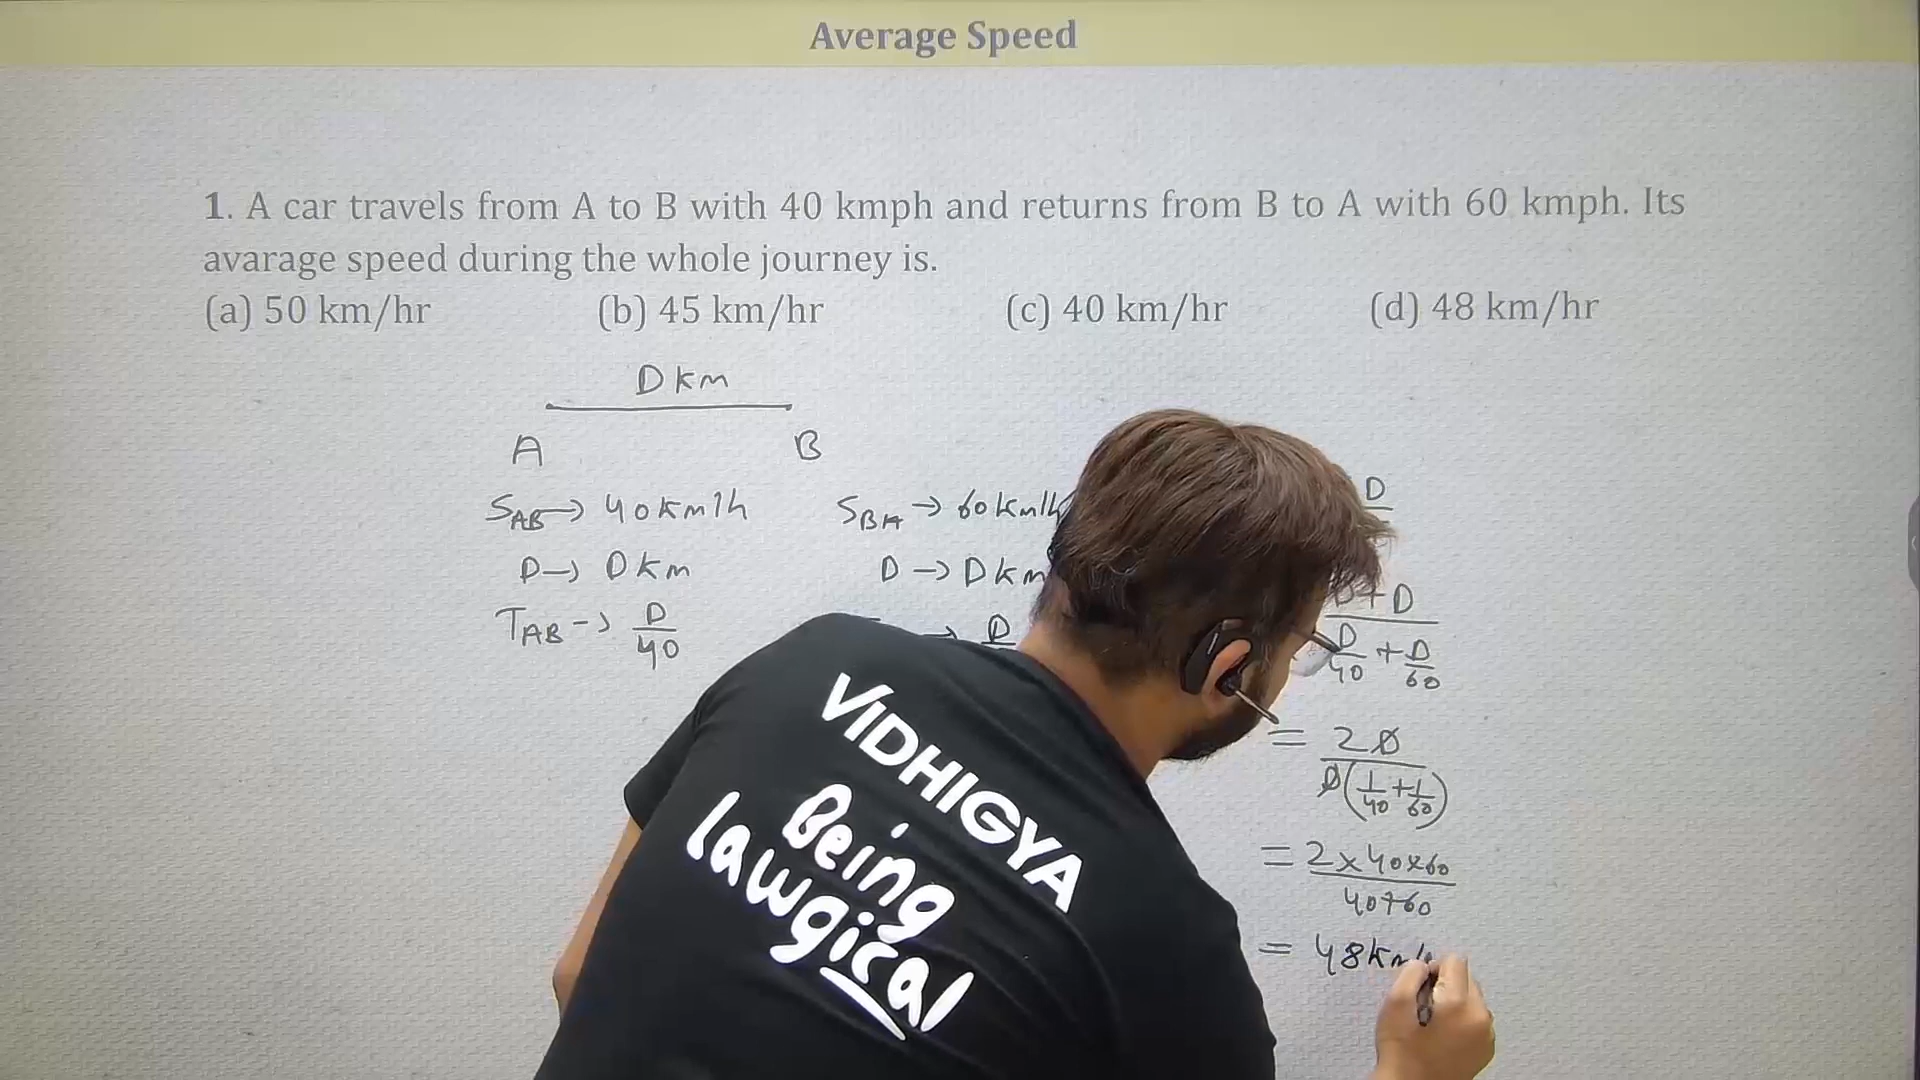 Average Speed
1. A car travels from A to B with 40 kmph and returns from B to A with 60 kmph. Its
avarage speed during the whole journey is.
(a) 50 km/hr (b) 45 km/hr (c) 40 km/hr (d) 48 km/hr
D km
A B
S_AB → 40 km/h
D → D km
T_AB → D/40
S_BA → 60 km/h
D → D km
→ D
D
D+D
D/40 + D/60
= 2D
D(1/40 + 1/60)
= 2×40×60
40+60
= 48 km/h
VIDHIGYA
Being
lawgical